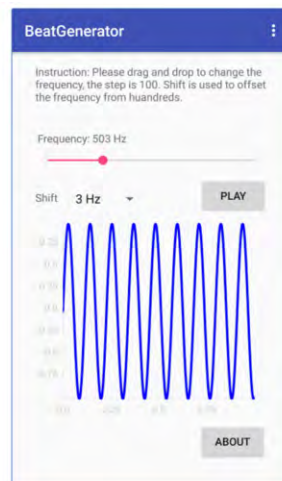 BeatGenerator
Instruction: Please drag and drop to change the
frequency, the step is 100. Shift is used to offset
the frequency from huandreds.
Frequency: 503 Hz
Shift 3 Hz PLAY
ABOUT